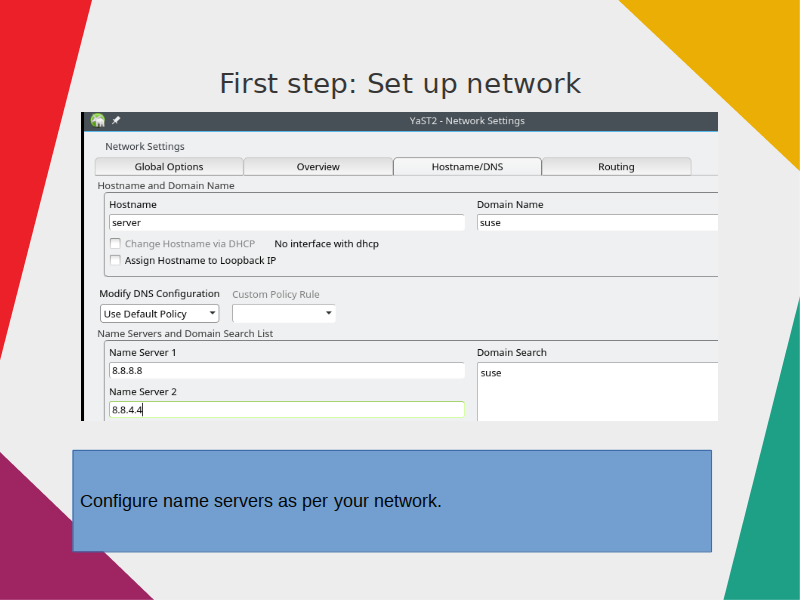 First step: Set up network
YaST2 - Network Settings
Network Settings
Global Options Overview Hostname/DNS Routing
Hostname and Domain Name
Hostname Domain Name
server suse
Change Hostname via DHCP No interface with dhcp
Assign Hostname to Loopback IP
Modify DNS Configuration Custom Policy Rule
Use Default Policy
Name Servers and Domain Search List
Name Server 1 Domain Search
8.8.8.8 suse
Name Server 2
8.8.4.4
Configure name servers as per your network.